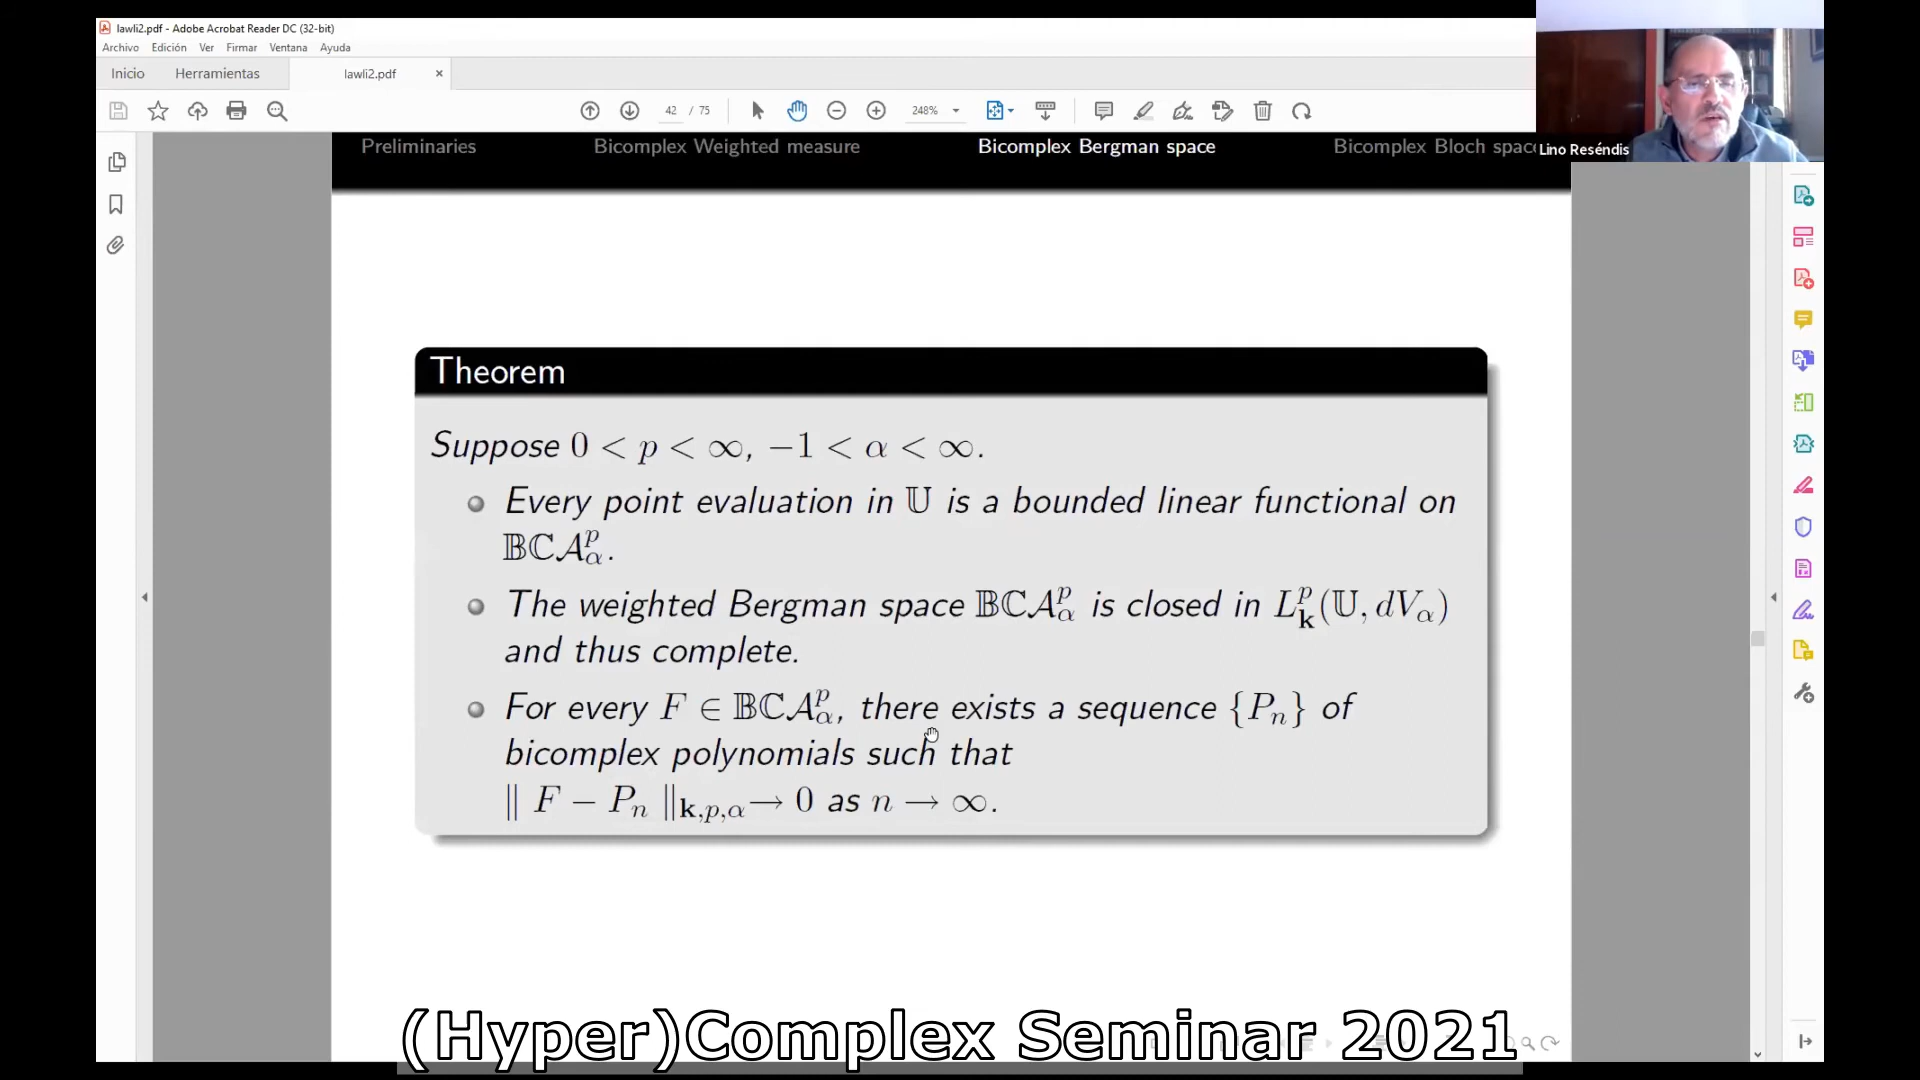 lawli2.pdf - Adobe Acrobat Reader DC (32-bit)
Archivo Edición Ver Firmar Ventana Ayuda
Inicio Herramientas lawli2.pdf ×
42 / 75 248%
Preliminaries Bicomplex Weighted measure Bicomplex Bergman space Bicomplex Bloch space
Lino Reséndis
Theorem
Suppose 0 < p < ∞, −1 < α < ∞.
Every point evaluation in 𝕌 is a bounded linear functional on
𝔹ℂ𝒜^p_α.
The weighted Bergman space 𝔹ℂ𝒜^p_α is closed in L^p_𝐤(𝕌, dV_α)
and thus complete.
For every F ∈ 𝔹ℂ𝒜^p_α, there exists a sequence {P_n} of
bicomplex polynomials such that
‖ F − P_n ‖_{𝐤,p,α} → 0 as n → ∞.
(Hyper)Complex Seminar 2021